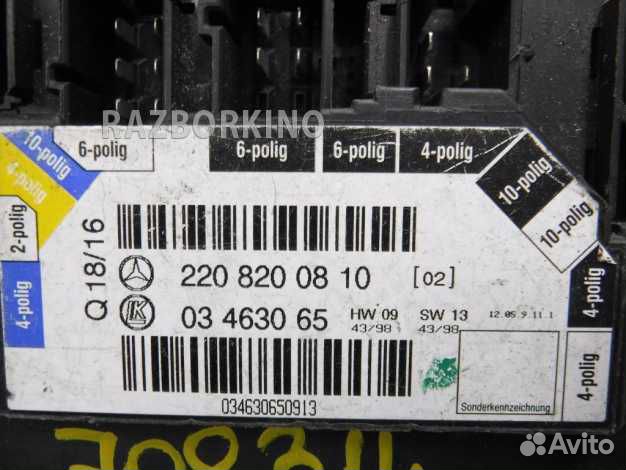 RAZBORKINO
10-polig
4-polig
2-polig
4-polig
6-polig
6-polig
6-polig
4-polig
10-polig
10-polig
4-polig
4-polig
Q 18/16
220 820 08 10 [02]
03 4630 65 HW 09 SW 13 12.05.9.11.1
43/98 43/98
034630650913
Sonderkennzeichnung
Avito